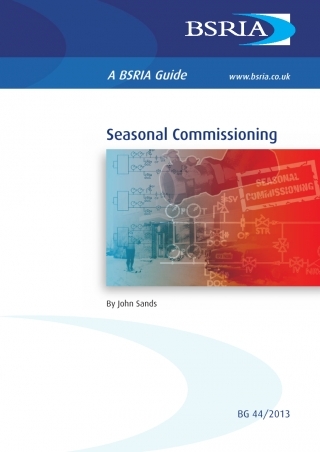 BSRIA
A BSRIA Guide
www.bsria.co.uk
Seasonal Commissioning
SEASONAL
COMMISSIONING
By John Sands
BG 44/2013